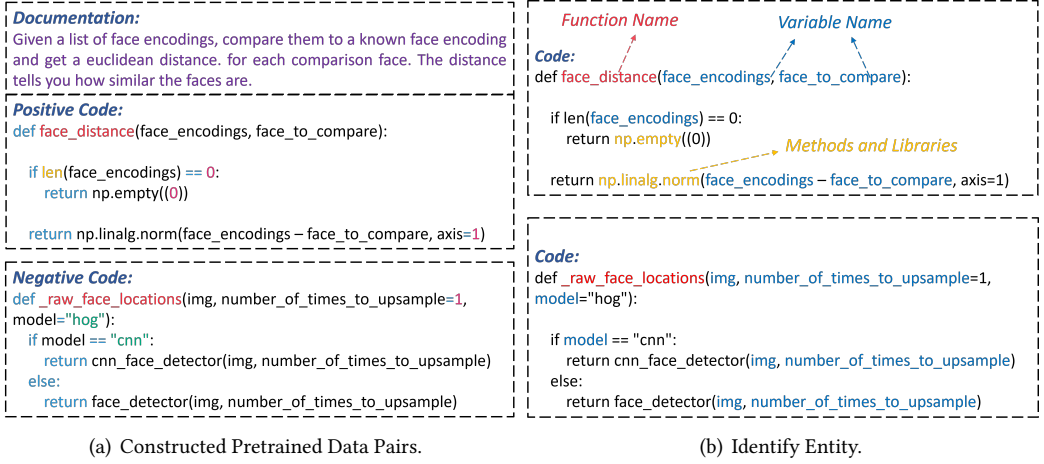 Documentation:
Given a list of face encodings, compare them to a known face encoding
and get a euclidean distance. for each comparison face. The distance
tells you how similar the faces are.
Positive Code:
def face_distance(face_encodings, face_to_compare):
if len(face_encodings) == 0:
return np.empty((0))
return np.linalg.norm(face_encodings – face_to_compare, axis=1)
Negative Code:
def _raw_face_locations(img, number_of_times_to_upsample=1,
model="hog"):
if model == "cnn":
return cnn_face_detector(img, number_of_times_to_upsample)
else:
return face_detector(img, number_of_times_to_upsample)
(a) Constructed Pretrained Data Pairs.
Function Name
Variable Name
Code:
def face_distance(face_encodings, face_to_compare):
if len(face_encodings) == 0:
return np.empty((0))
Methods and Libraries
return np.linalg.norm(face_encodings – face_to_compare, axis=1)
Code:
def _raw_face_locations(img, number_of_times_to_upsample=1,
model="hog"):
if model == "cnn":
return cnn_face_detector(img, number_of_times_to_upsample)
else:
return face_detector(img, number_of_times_to_upsample)
(b) Identify Entity.